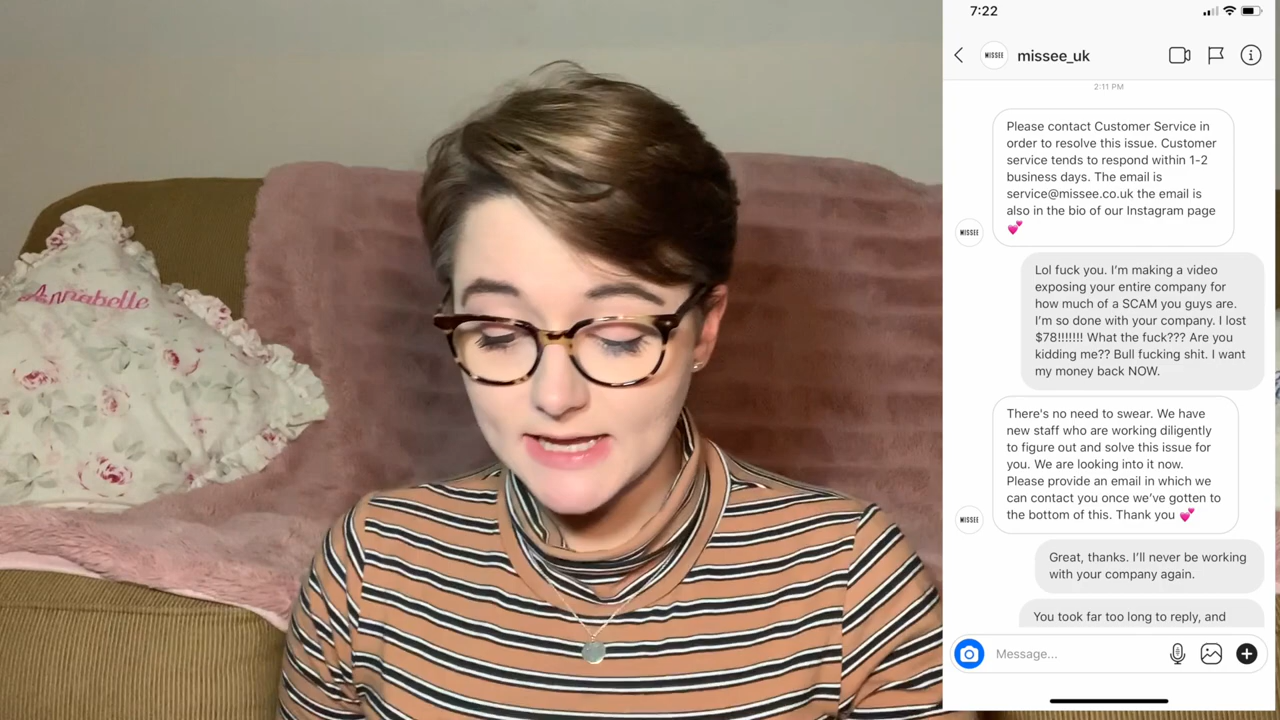 Annabelle
7:22
MISSEE
missee_uk
2:11 PM
Please contact Customer Service in
order to resolve this issue. Customer
service tends to respond within 1-2
business days. The email is
service@missee.co.uk the email is
also in the bio of our Instagram page
💕
MISSEE
Lol fuck you. I'm making a video
exposing your entire company for
how much of a SCAM you guys are.
I'm so done with your company. I lost
$78!!!!!!! What the fuck??? Are you
kidding me?? Bull fucking shit. I want
my money back NOW.
There's no need to swear. We have
new staff who are working diligently
to figure out and solve this issue for
you. We are looking into it now.
Please provide an email in which we
can contact you once we've gotten to
the bottom of this. Thank you 💕
MISSEE
Great, thanks. I'll never be working
with your company again.
You took far too long to reply, and
Message...